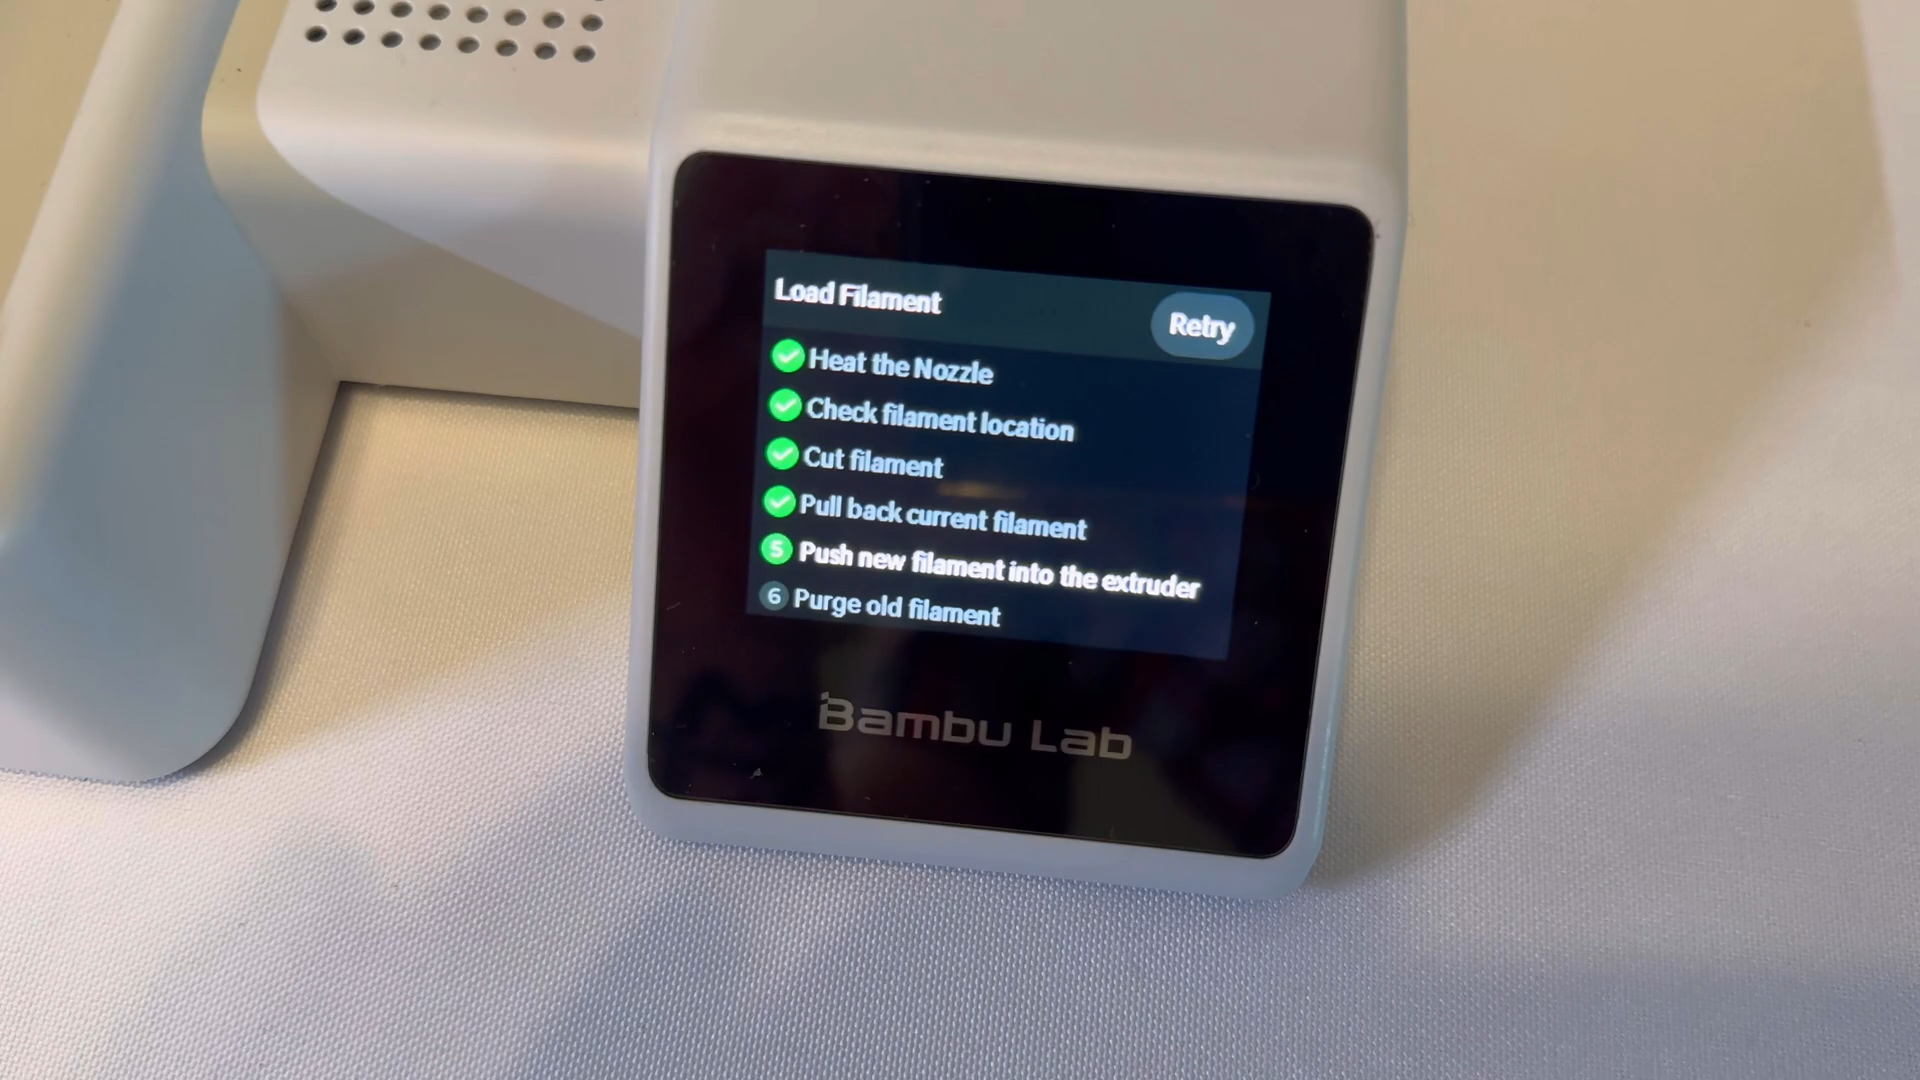 Load Filament
Retry
Heat the Nozzle
Check filament location
Cut filament
Pull back current filament
5 Push new filament into the extruder
6 Purge old filament
Bambu Lab